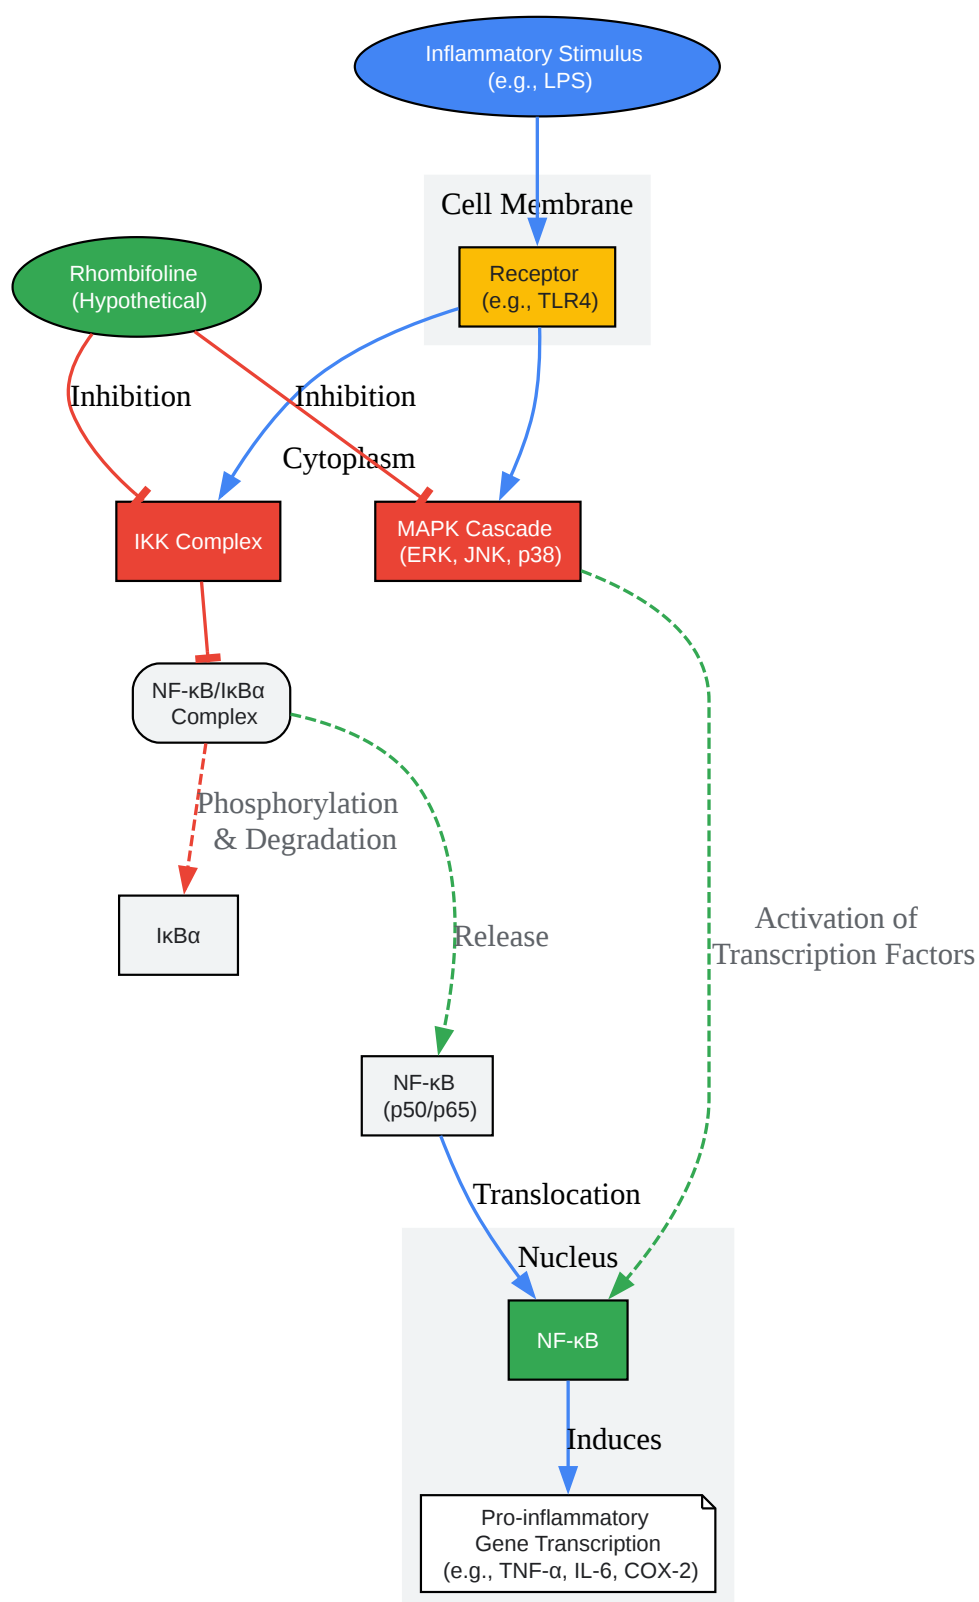 Inflammatory Stimulus
(e.g., LPS)
Cell Membrane
Receptor
(e.g., TLR4)
Rhombifoline
(Hypothetical)
Inhibition
Inhibition
Cytoplasm
IKK Complex
MAPK Cascade
(ERK, JNK, p38)
NF-κB/IκBα
Complex
Phosphorylation
& Degradation
IκBα
Release
Activation of
Transcription Factors
NF-κB
(p50/p65)
Translocation
Nucleus
NF-κB
Induces
Pro-inflammatory
Gene Transcription
(e.g., TNF-α, IL-6, COX-2)